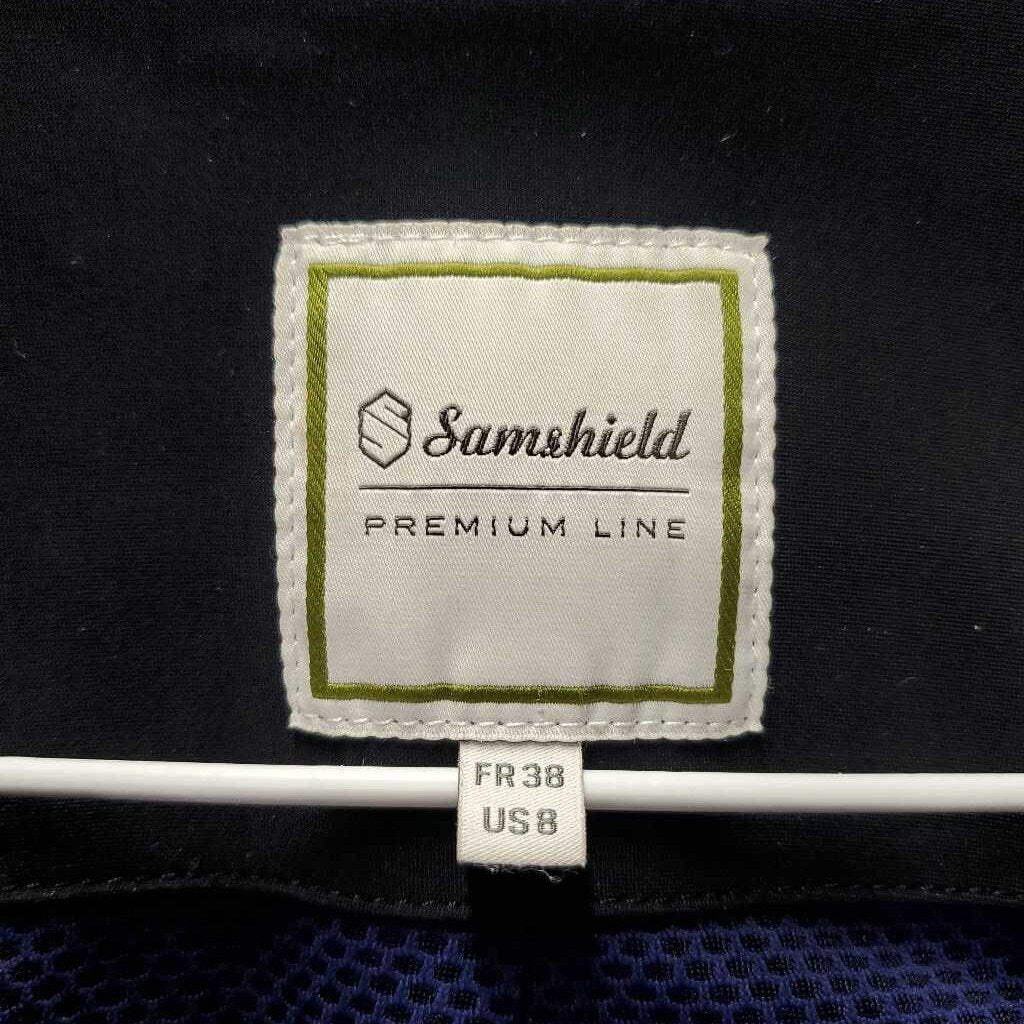 Samshield
PREMIUM LINE
FR 38
US 8